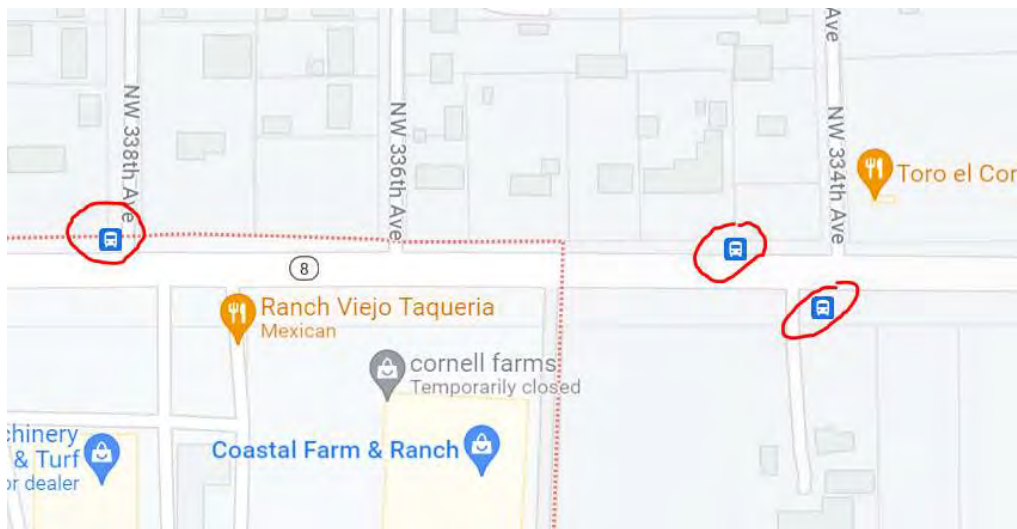 Ave
NW 338th Ave
NW 336th Ave
NW 334th Ave
Toro el Cor
8
Ranch Viejo Taqueria
Mexican
cornell farms
Temporarily closed
chinery
& Turf
or dealer
Coastal Farm & Ranch